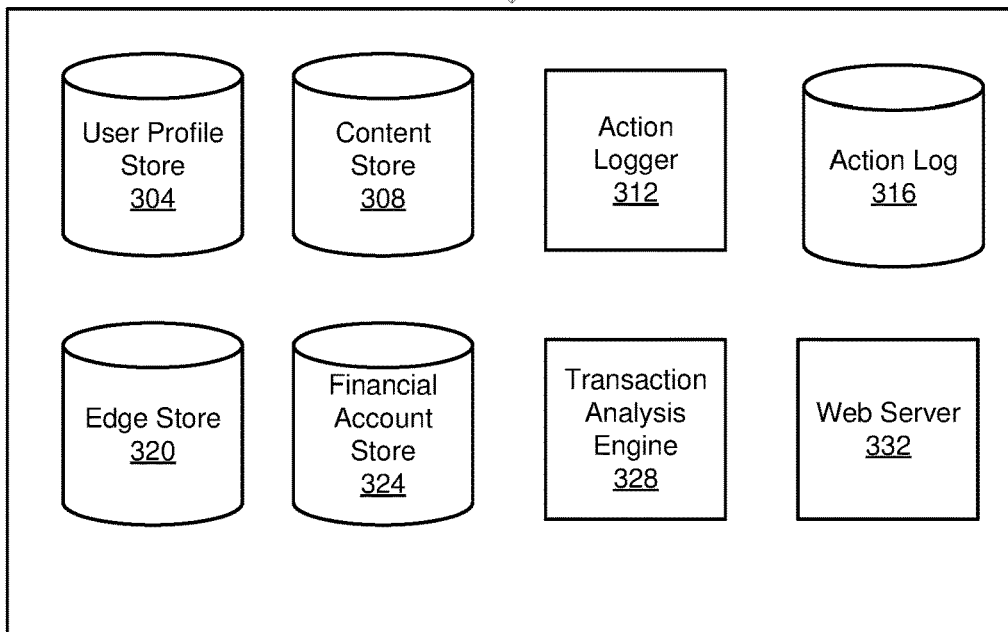 User Profile
Store
304
Content
Store
308
Action
Logger
312
Action Log
316
Edge Store
320
Financial
Account
Store
324
Transaction
Analysis
Engine
328
Web Server
332